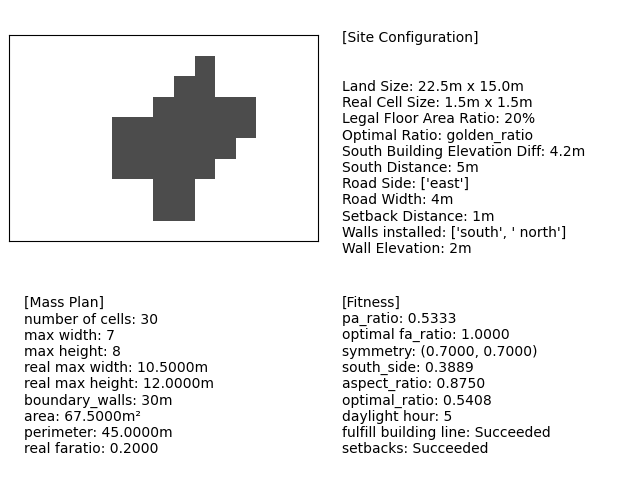 [Site Configuration]
Land Size: 22.5m x 15.0m
Real Cell Size: 1.5m x 1.5m
Legal Floor Area Ratio: 20%
Optimal Ratio: golden_ratio
South Building Elevation Diff: 4.2m
South Distance: 5m
Road Side: ['east']
Road Width: 4m
Setback Distance: 1m
Walls installed: ['south', ' north']
Wall Elevation: 2m
[Mass Plan]
number of cells: 30
max width: 7
max height: 8
real max width: 10.5000m
real max height: 12.0000m
boundary_walls: 30m
area: 67.5000m²
perimeter: 45.0000m
real faratio: 0.2000
[Fitness]
pa_ratio: 0.5333
optimal fa_ratio: 1.0000
symmetry: (0.7000, 0.7000)
south_side: 0.3889
aspect_ratio: 0.8750
optimal_ratio: 0.5408
daylight hour: 5
fulfill building line: Succeeded
setbacks: Succeeded